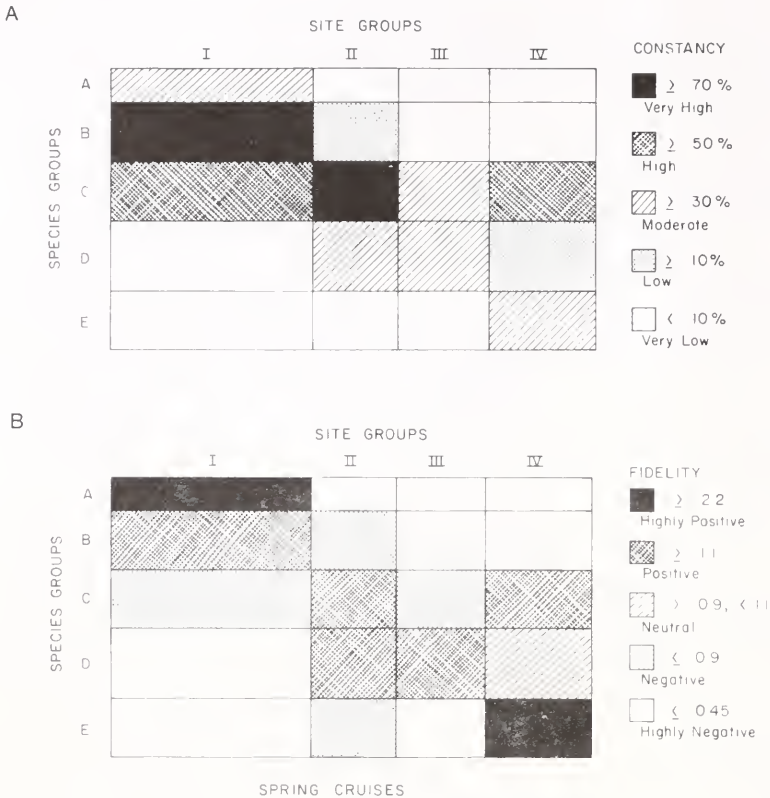 A
SITE GROUPS
I II III IV
SPECIES GROUPS
A
B
C
D
E
CONSTANCY
≥ 70 %
Very High
≥ 50 %
High
≥ 30 %
Moderate
≥ 10 %
Low
< 10 %
Very Low
B
SITE GROUPS
I II III IV
SPECIES GROUPS
A
B
C
D
E
FIDELITY
≥ 2.2
Highly Positive
≥ 1.1
Positive
> 0.9, < 1.1
Neutral
≤ 0.9
Negative
≤ 0.45
Highly Negative
SPRING CRUISES